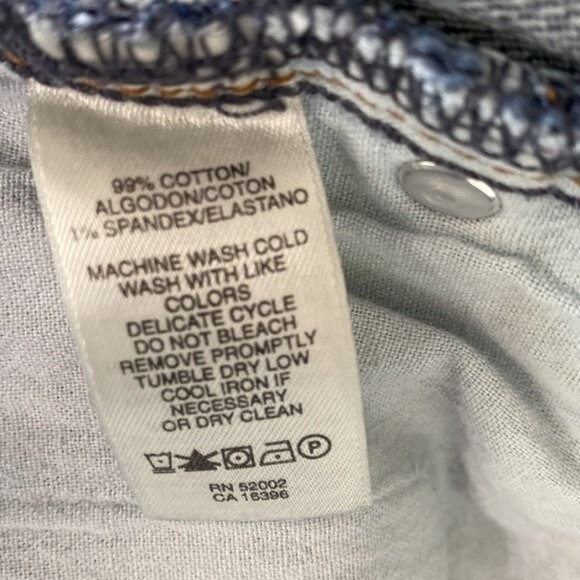 99% COTTON/
ALGODON/COTON
1% SPANDEX/ELASTANO
MACHINE WASH COLD
WASH WITH LIKE
COLORS
DELICATE CYCLE
DO NOT BLEACH
REMOVE PROMPTLY
TUMBLE DRY LOW
COOL IRON IF
NECESSARY
OR DRY CLEAN
P
RN 52002
CA 16396